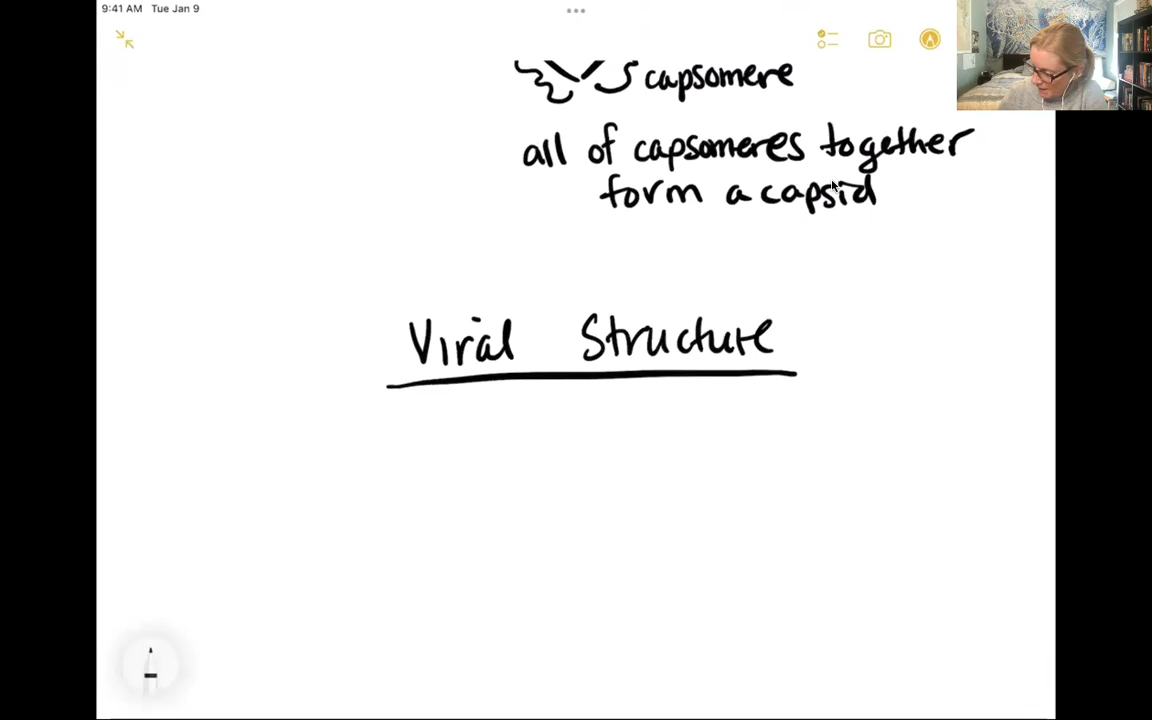 9:41 AM Tue Jan 9
capsomere
all of capsomeres together
form a capsid
Viral Structure